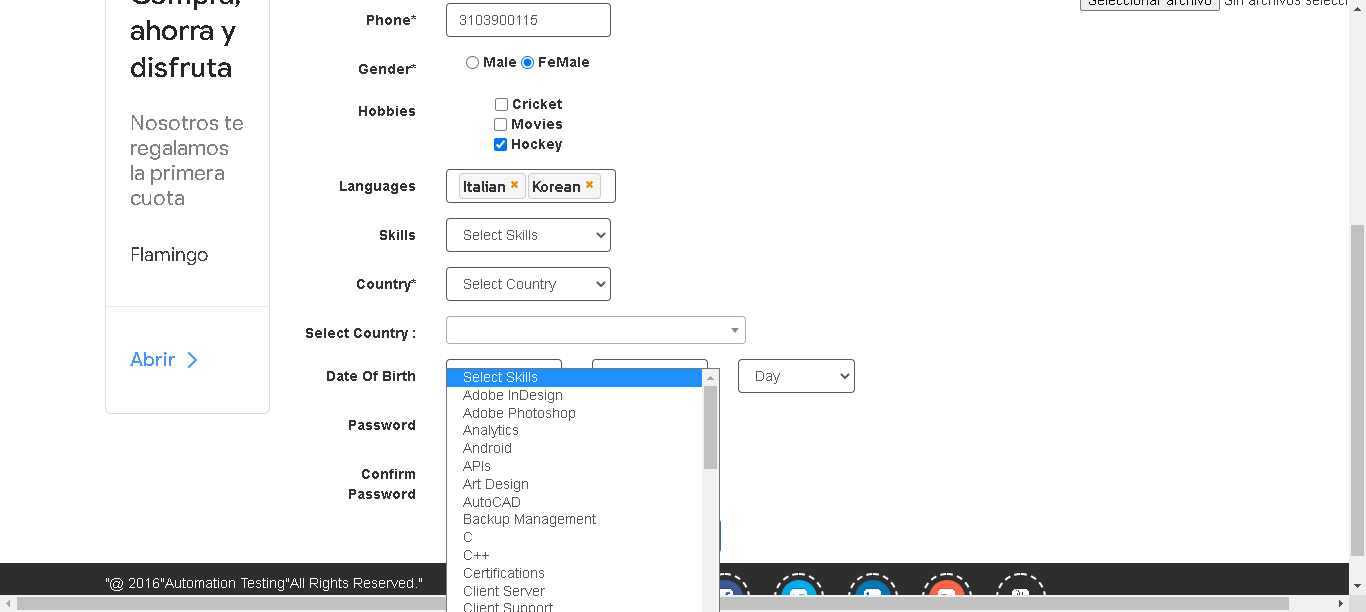 Compra,
ahorra y
disfruta
Nosotros te
regalamos
la primera
cuota
Flamingo
Abrir
Seleccionar archivo Sin archivos selecci
Phone* 3103900115
Gender* Male FeMale
Hobbies Cricket
Movies
Hockey
Languages Italian × Korean ×
Skills Select Skills
Country* Select Country
Select Country :
Date Of Birth Day
Password
Confirm
Password
Select Skills
Adobe InDesign
Adobe Photoshop
Analytics
Android
APIs
Art Design
AutoCAD
Backup Management
C
C++
Certifications
Client Server
Client Support
"@ 2016"Automation Testing"All Rights Reserved."